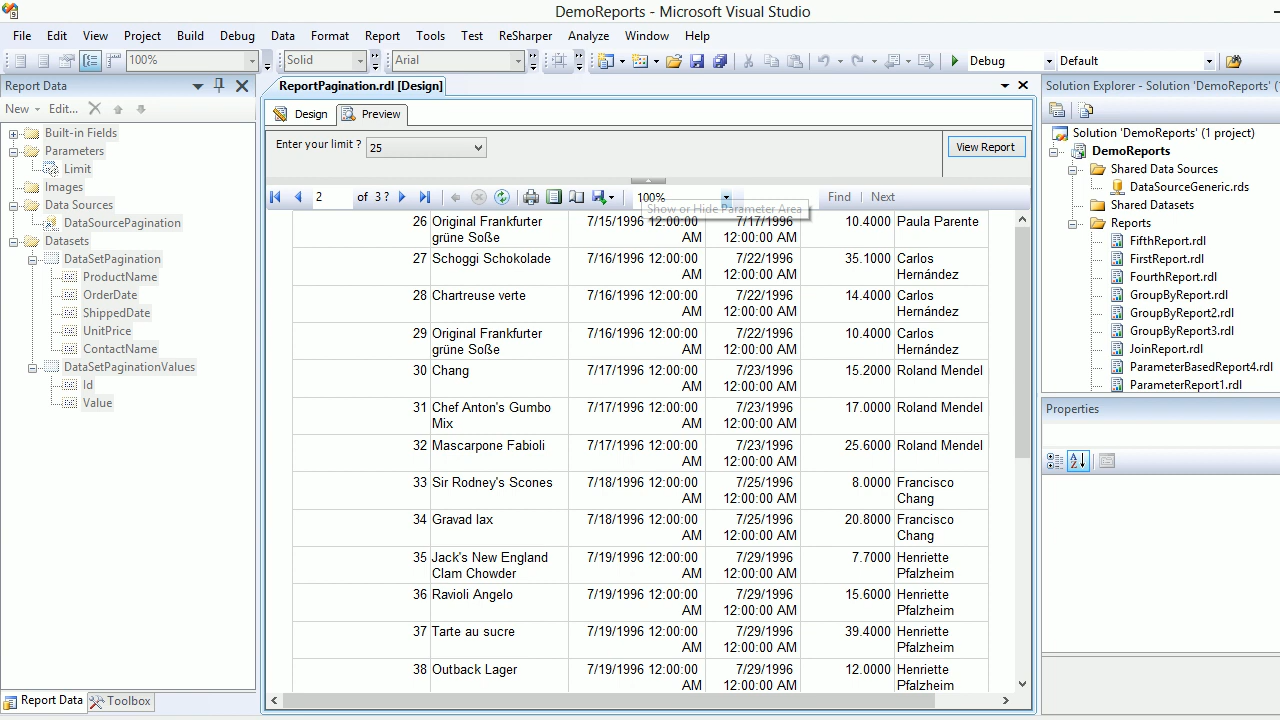 DemoReports - Microsoft Visual Studio
File Edit View Project Build Debug Data Format Report Tools Test ReSharper Analyze Window Help
100% Solid Arial Debug Default
Report Data
New Edit...
Built-in Fields
Parameters
Limit
Images
Data Sources
DataSourcePagination
Datasets
DataSetPagination
ProductName
OrderDate
ShippedDate
UnitPrice
ContactName
DataSetPaginationValues
Id
Value
Report Data Toolbox
ReportPagination.rdl [Design]
Design Preview
Enter your limit ? 25 View Report
2 of 3 ? 100% Find Next
Show or Hide Parameter Area
26 Original Frankfurter 7/15/1996 12:00:00 7/17/1996 10.4000 Paula Parente
grüne Soße AM 12:00:00 AM
27 Schoggi Schokolade 7/16/1996 12:00:00 7/22/1996 35.1000 Carlos
AM 12:00:00 AM Hernández
28 Chartreuse verte 7/16/1996 12:00:00 7/22/1996 14.4000 Carlos
AM 12:00:00 AM Hernández
29 Original Frankfurter 7/16/1996 12:00:00 7/22/1996 10.4000 Carlos
grüne Soße AM 12:00:00 AM Hernández
30 Chang 7/17/1996 12:00:00 7/23/1996 15.2000 Roland Mendel
AM 12:00:00 AM
31 Chef Anton's Gumbo 7/17/1996 12:00:00 7/23/1996 17.0000 Roland Mendel
Mix AM 12:00:00 AM
32 Mascarpone Fabioli 7/17/1996 12:00:00 7/23/1996 25.6000 Roland Mendel
AM 12:00:00 AM
33 Sir Rodney's Scones 7/18/1996 12:00:00 7/25/1996 8.0000 Francisco
AM 12:00:00 AM Chang
34 Gravad lax 7/18/1996 12:00:00 7/25/1996 20.8000 Francisco
AM 12:00:00 AM Chang
35 Jack's New England 7/19/1996 12:00:00 7/29/1996 7.7000 Henriette
Clam Chowder AM 12:00:00 AM Pfalzheim
36 Ravioli Angelo 7/19/1996 12:00:00 7/29/1996 15.6000 Henriette
AM 12:00:00 AM Pfalzheim
37 Tarte au sucre 7/19/1996 12:00:00 7/29/1996 39.4000 Henriette
AM 12:00:00 AM Pfalzheim
38 Outback Lager 7/19/1996 12:00:00 7/29/1996 12.0000 Henriette
AM 12:00:00 AM Pfalzheim
Solution Explorer - Solution 'DemoReports' (1
Solution 'DemoReports' (1 project)
DemoReports
Shared Data Sources
DataSourceGeneric.rds
Shared Datasets
Reports
FifthReport.rdl
FirstReport.rdl
FourthReport.rdl
GroupByReport.rdl
GroupByReport2.rdl
GroupByReport3.rdl
JoinReport.rdl
ParameterBasedReport4.rdl
ParameterReport1.rdl
Properties